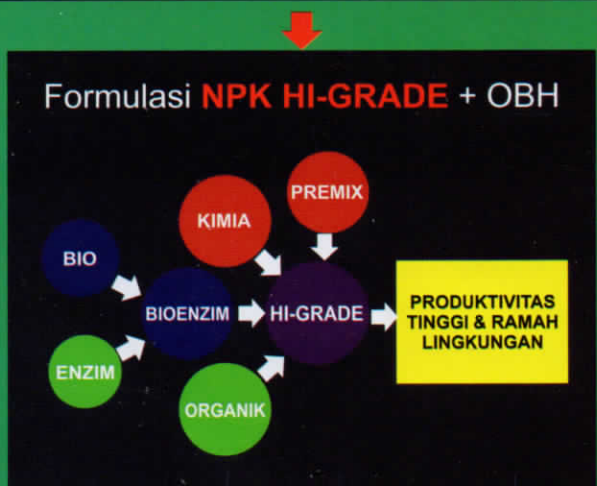 Formulasi NPK HI-GRADE + OBH
PREMIX
KIMIA
BIO
BIOENZIM
HI-GRADE
PRODUKTIVITAS
TINGGI & RAMAH
LINGKUNGAN
ENZIM
ORGANIK